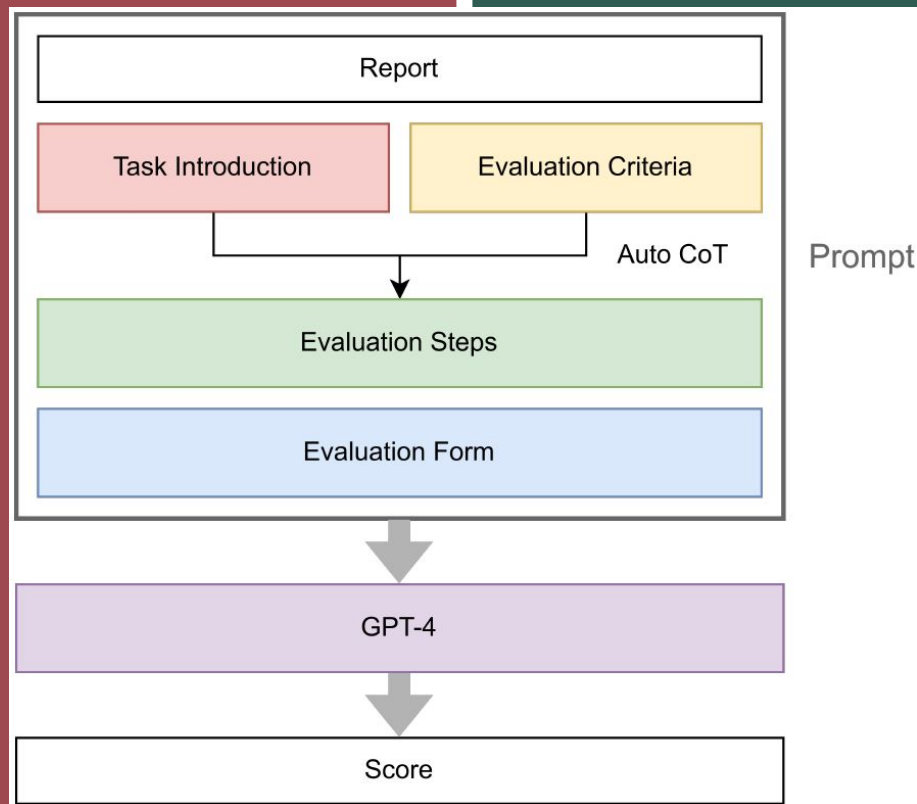 Report
Task Introduction
Evaluation Criteria
Auto CoT
Prompt
Evaluation Steps
Evaluation Form
GPT-4
Score